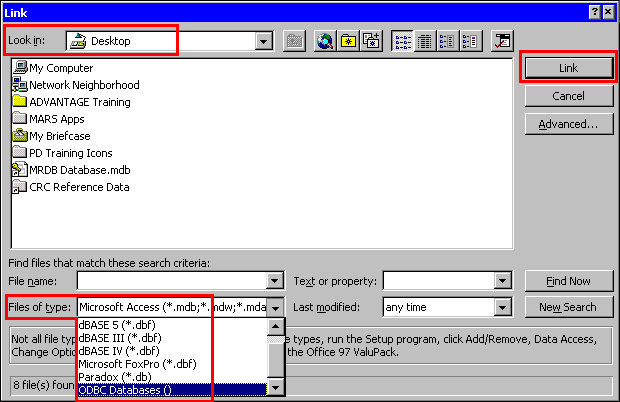 Link
Look in: Desktop
My Computer
Network Neighborhood
ADVANTAGE Training
MARS Apps
My Briefcase
PD Training Icons
MRDB Database.mdb
CRC Reference Data
Link
Cancel
Advanced...
Find files that match these search criteria:
File name: Text or property: Find Now
Files of type: Microsoft Access (*.mdb;*.mdw;*.mda Last modified: any time New Search
dBASE 5 (*.dbf)
dBASE III (*.dbf)
dBASE IV (*.dbf)
Microsoft FoxPro (*.dbf)
Paradox (*.db)
ODBC Databases ()
Not all file typ e types, run the Setup program, click Add/Remove, Data Access,
Change Optio the Office 97 ValuPack.
8 file(s) foun